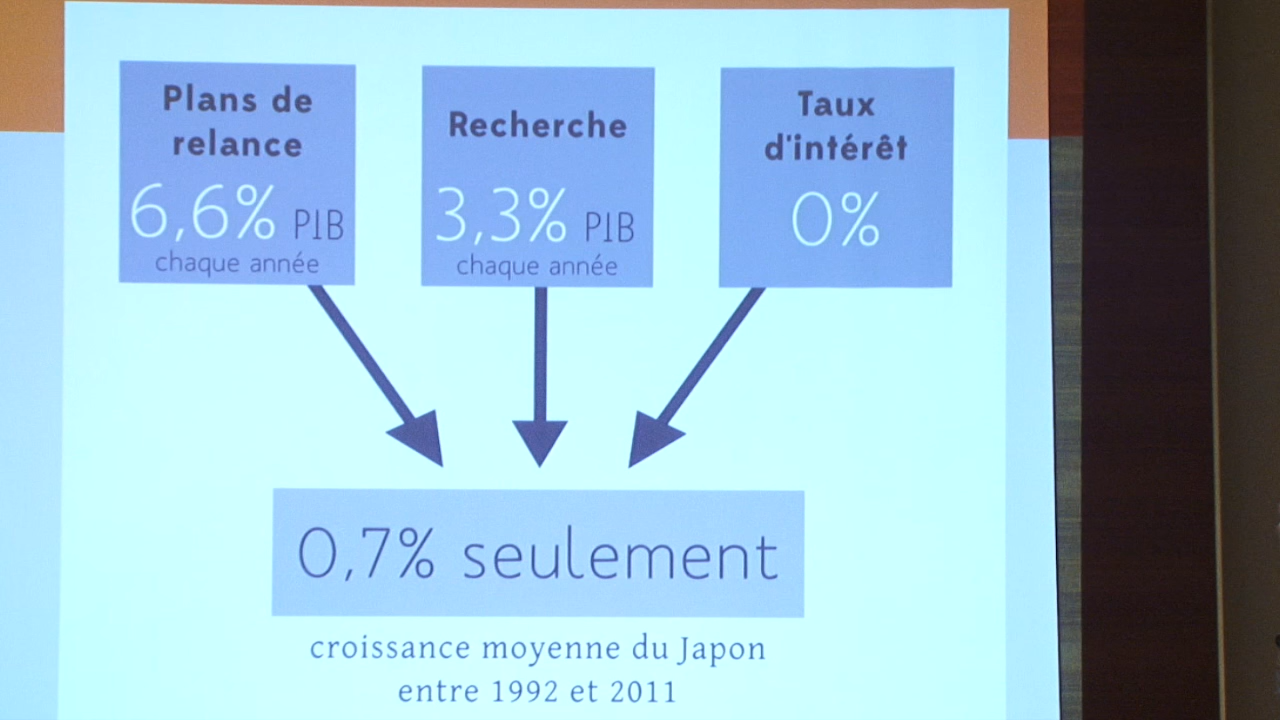 Plans de
relance
6,6% PIB
chaque année
Recherche
3,3% PIB
chaque année
Taux
d'intérêt
0%
0,7% seulement
croissance moyenne du Japon
entre 1992 et 2011